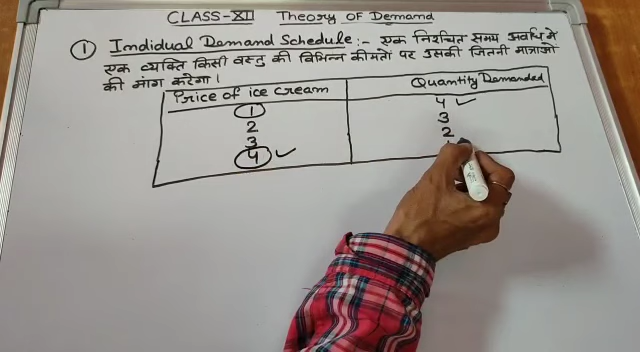 CLASS-XII Theory OF Demand
① Indidual Demand Schedule:- एक निश्चित समय अवधि मे
एक व्यक्ति किसी वस्तु की विभिन्न कीमतो पर उसकी जितनी मात्राओ
की मांग करेगा।
Price of ice cream Quantity Demanded
1 4 ✓
2 3
3 2
4 ✓